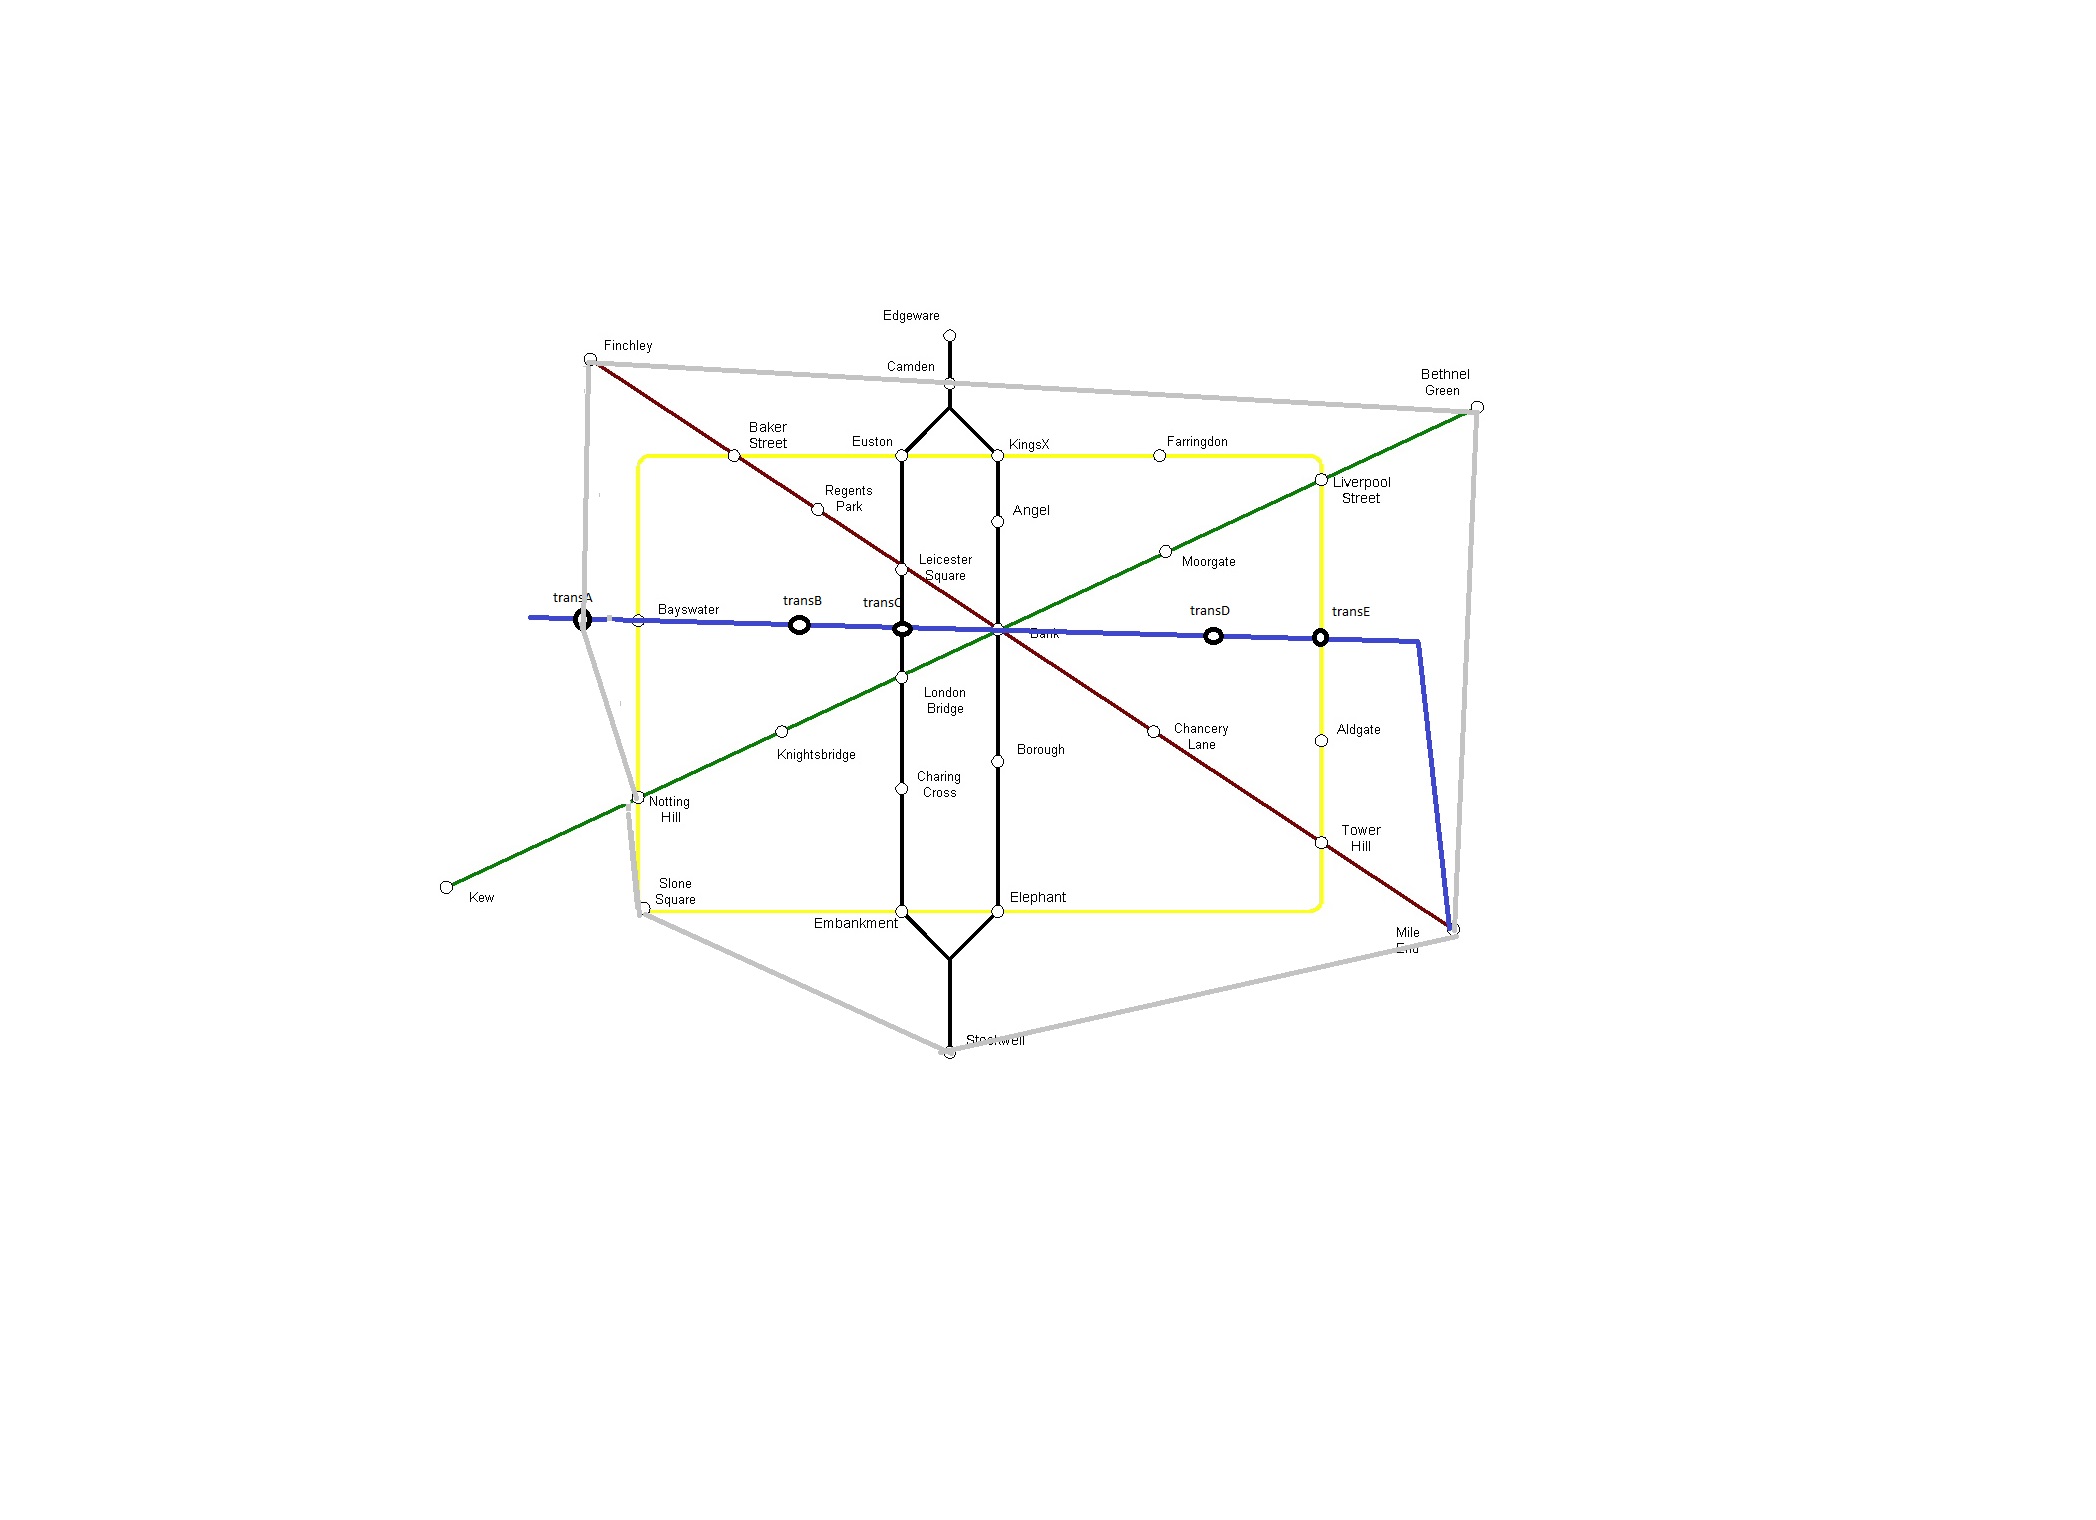 Edgeware
Finchley
Camden
Bethnel
Green
Baker
Street
Euston
KingsX
Farringdon
Regents
Park
Liverpool
Street
Angel
Leicester
Square
Moorgate
transA
Bayswater
transB
transC
Bank
transD
transE
London
Bridge
Knightsbridge
Chancery
Lane
Aldgate
Borough
Charing
Cross
Notting
Hill
Tower
Hill
Kew
Slone
Square
Elephant
Embankment
Mile
End
Stockwell